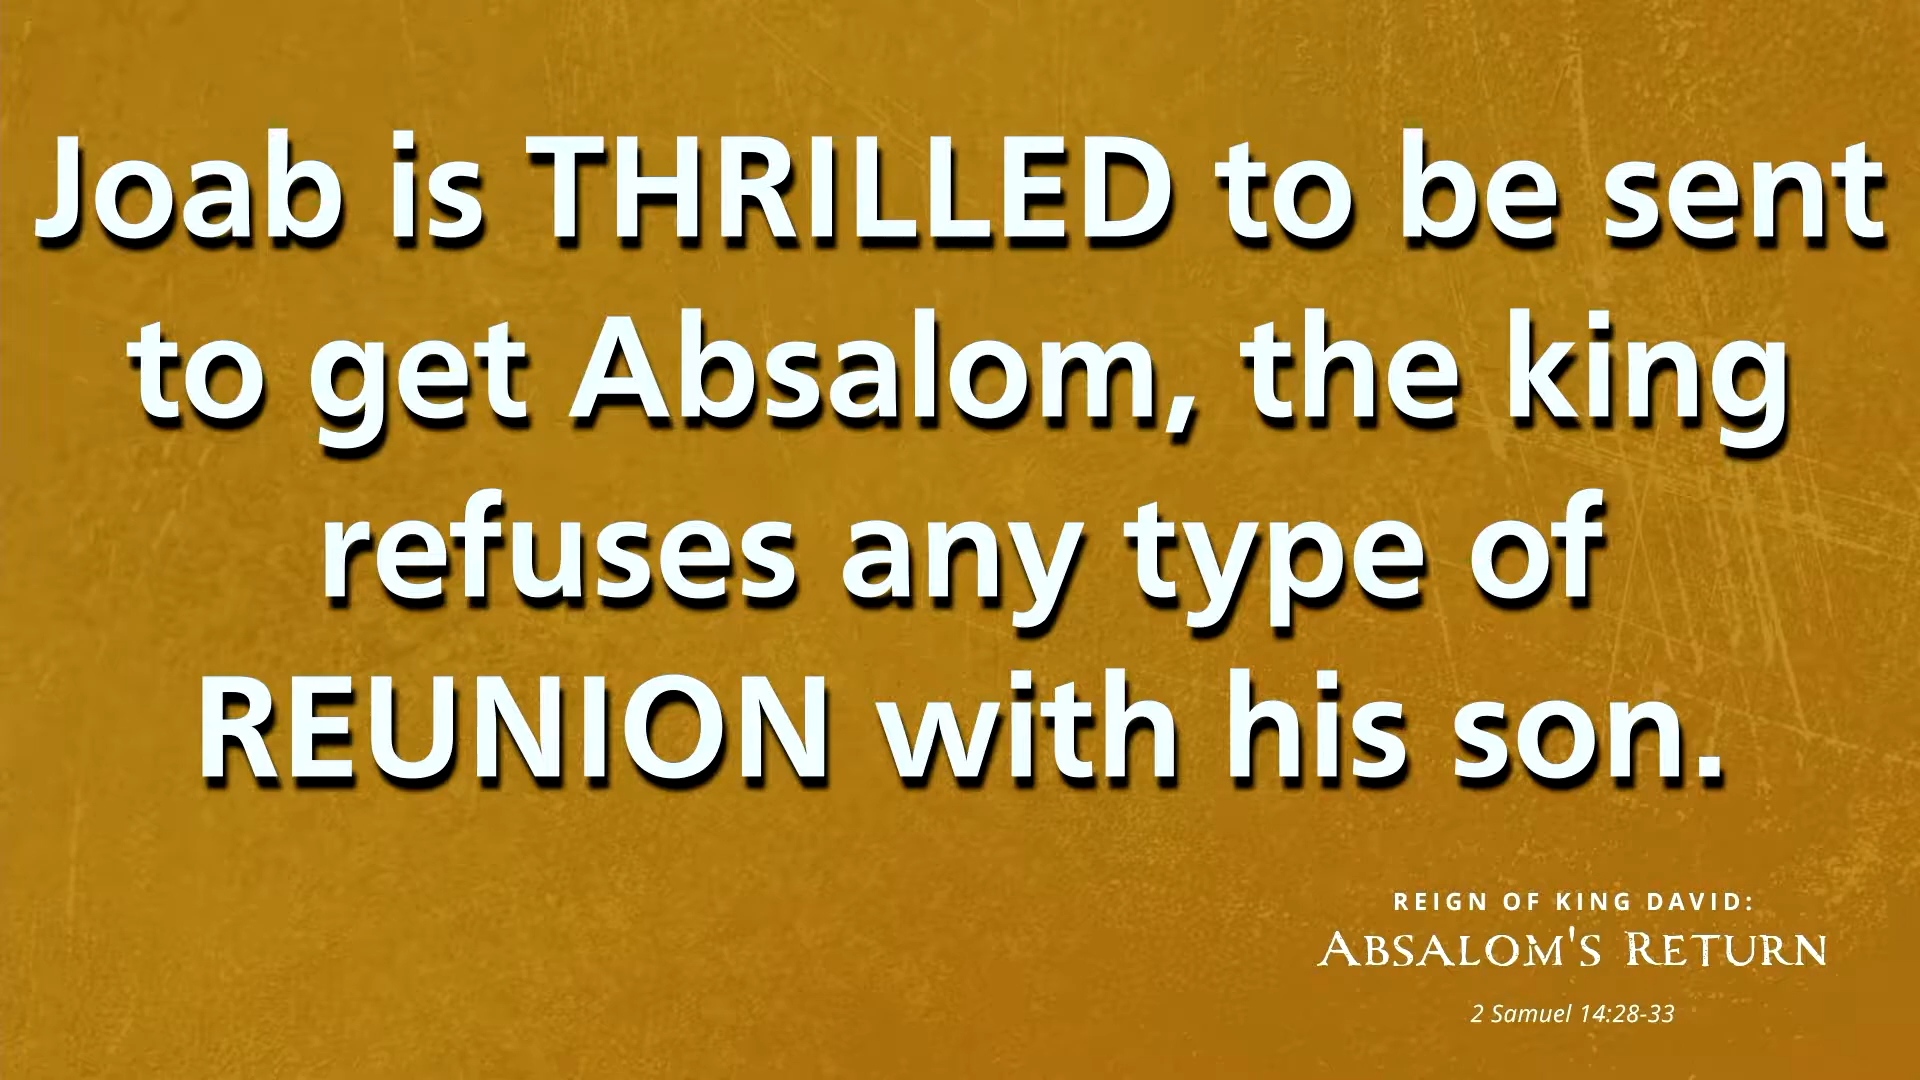 Joab is THRILLED to be sent
to get Absalom, the king
refuses any type of
REUNION with his son.
REIGN OF KING DAVID:
ABSALOM'S RETURN
2 Samuel 14:28-33